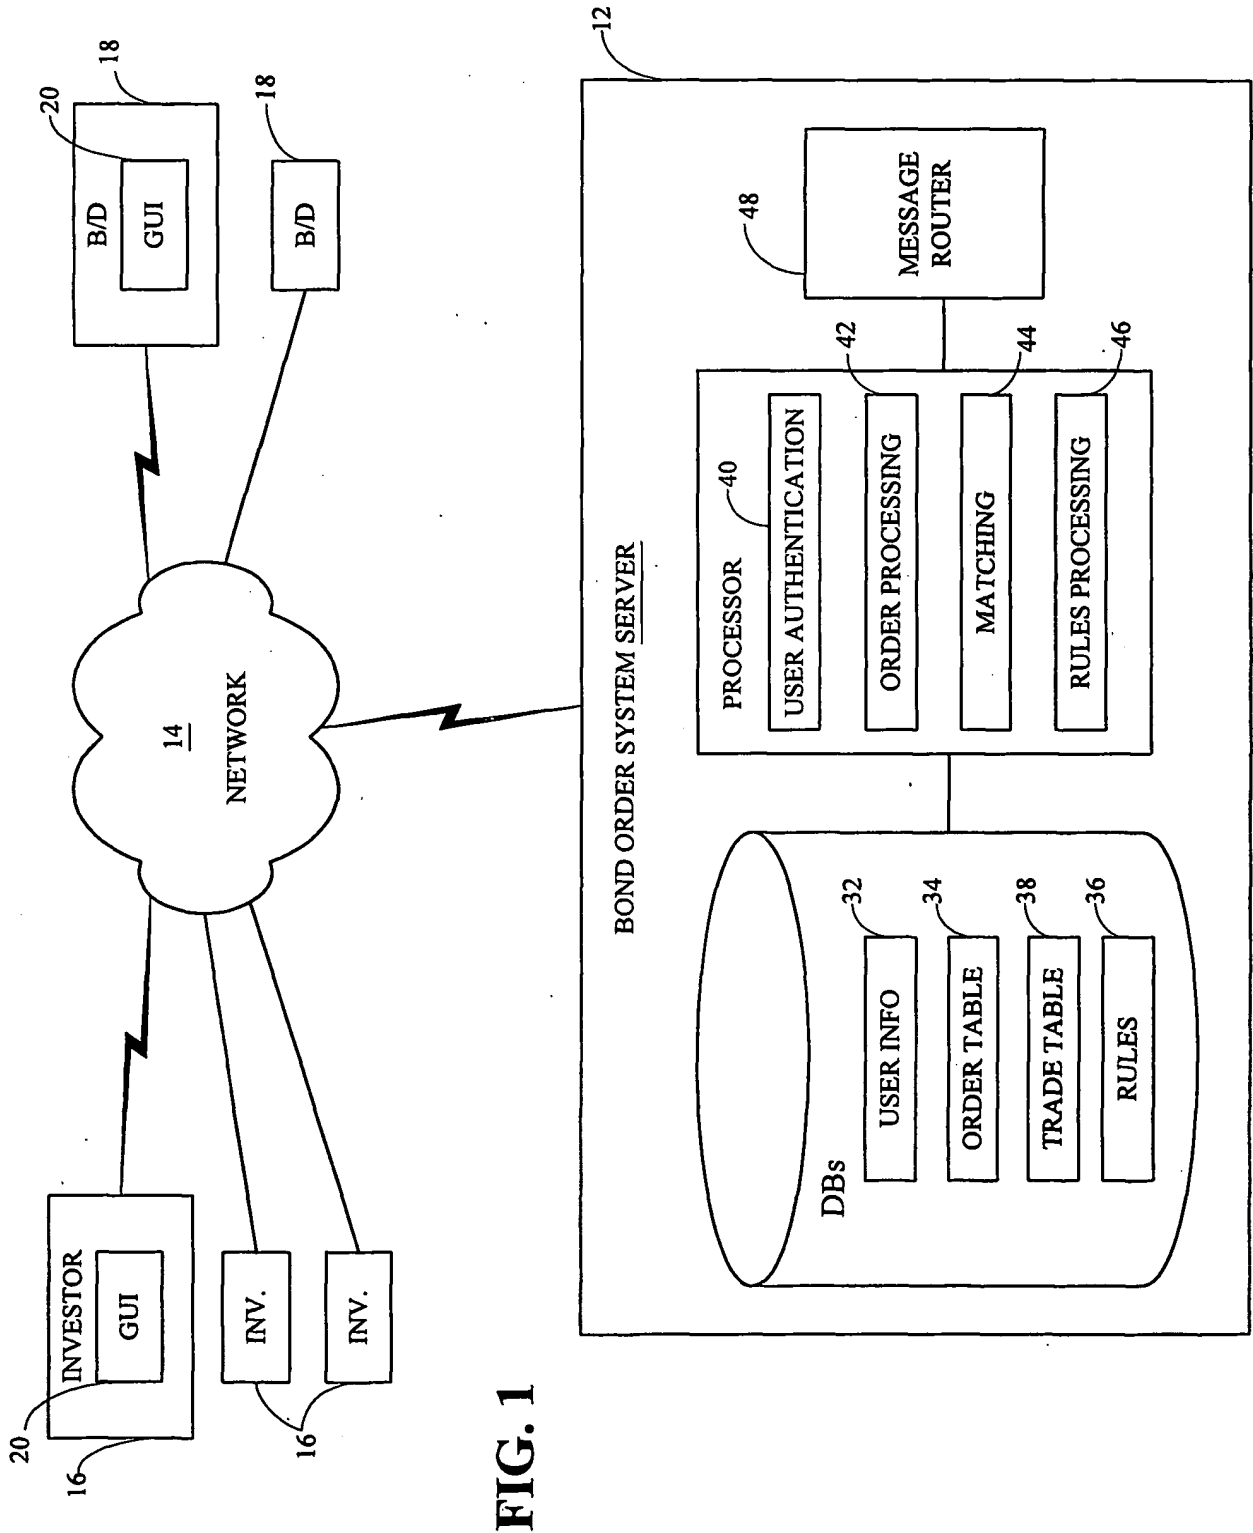 20
16
INVESTOR
GUI
INV.
INV.
16
14
NETWORK
20
18
B/D
GUI
18
B/D
12
BOND ORDER SYSTEM SERVER
DBs
32
USER INFO
34
ORDER TABLE
38
TRADE TABLE
36
RULES
PROCESSOR
40
USER AUTHENTICATION
42
ORDER PROCESSING
44
MATCHING
46
RULES PROCESSING
48
MESSAGE
ROUTER
FIG. 1